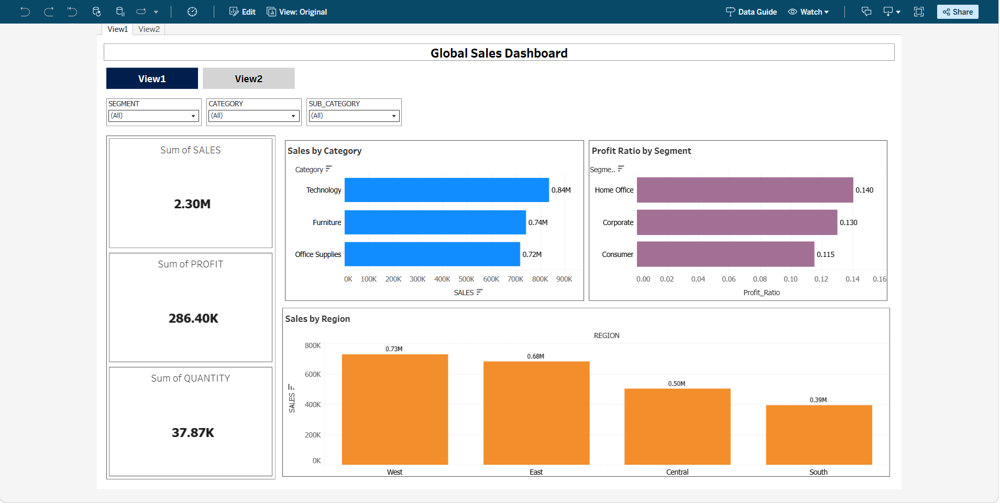 Edit
View: Original
Data Guide
Watch
Share
View1
View2
Global Sales Dashboard
View1
View2
SEGMENT
(All)
CATEGORY
(All)
SUB_CATEGORY
(All)
Sum of SALES
2.30M
Sum of PROFIT
286.40K
Sum of QUANTITY
37.87K
Sales by Category
Category
Technology
0.84M
Furniture
0.74M
Office Supplies
0.72M
0K 100K 200K 300K 400K 500K 600K 700K 800K 900K
SALES
Profit Ratio by Segment
Segme..
Home Office
0.140
Corporate
0.130
Consumer
0.115
0.00 0.02 0.04 0.06 0.08 0.10 0.12 0.14 0.16
Profit_Ratio
Sales by Region
REGION
SALES
800K
600K
400K
200K
0K
0.73M
0.68M
0.50M
0.39M
West
East
Central
South